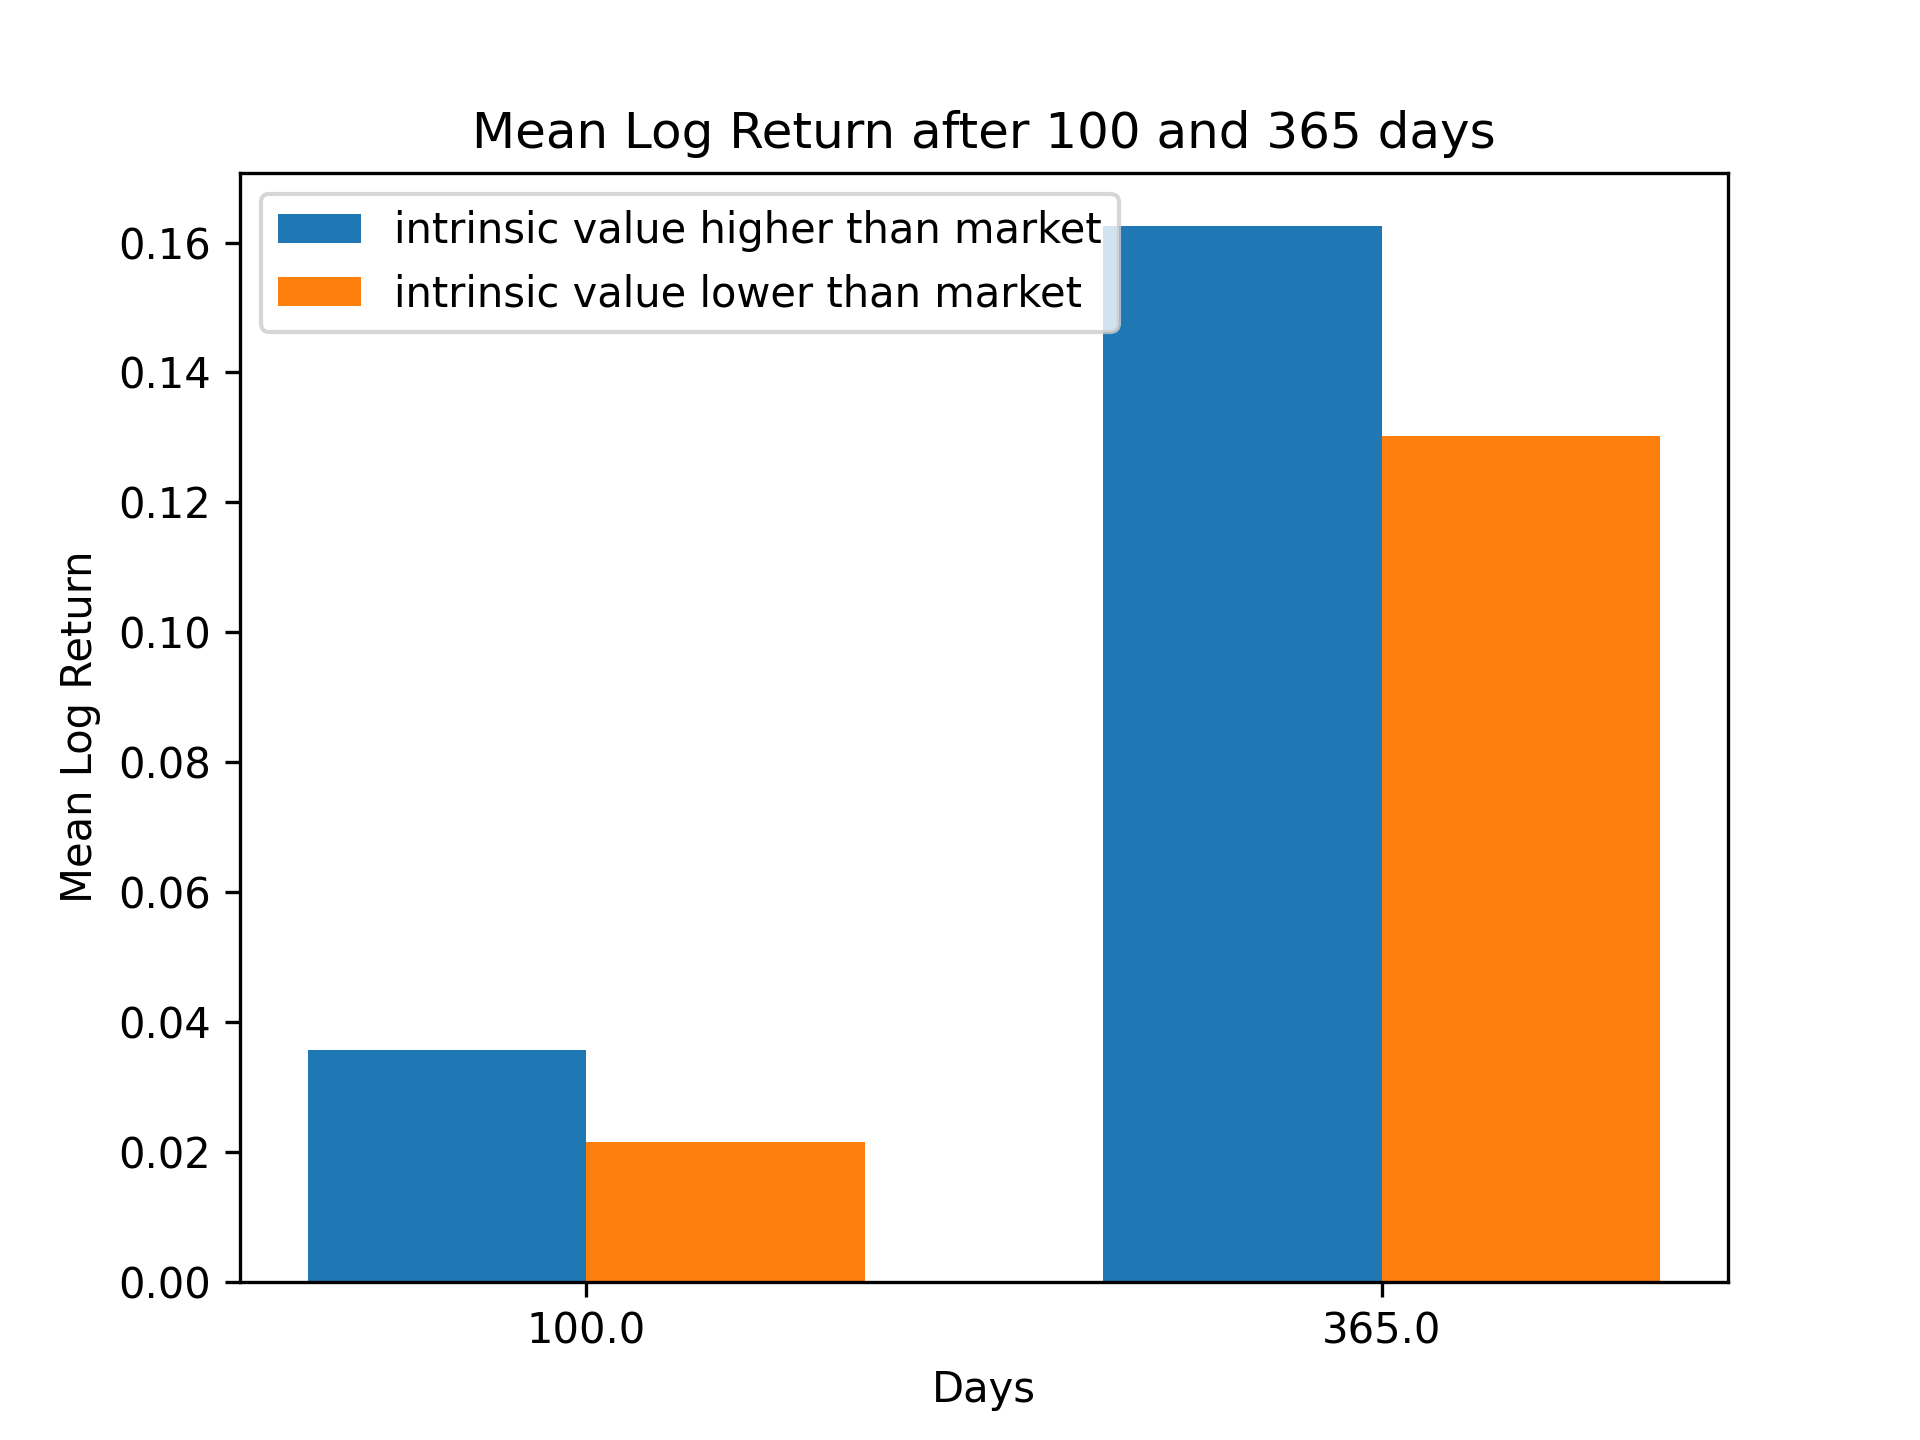 Mean Log Return after 100 and 365 days
intrinsic value higher than market
intrinsic value lower than market
Mean Log Return
0.16
0.14
0.12
0.10
0.08
0.06
0.04
0.02
0.00
100.0 365.0
Days